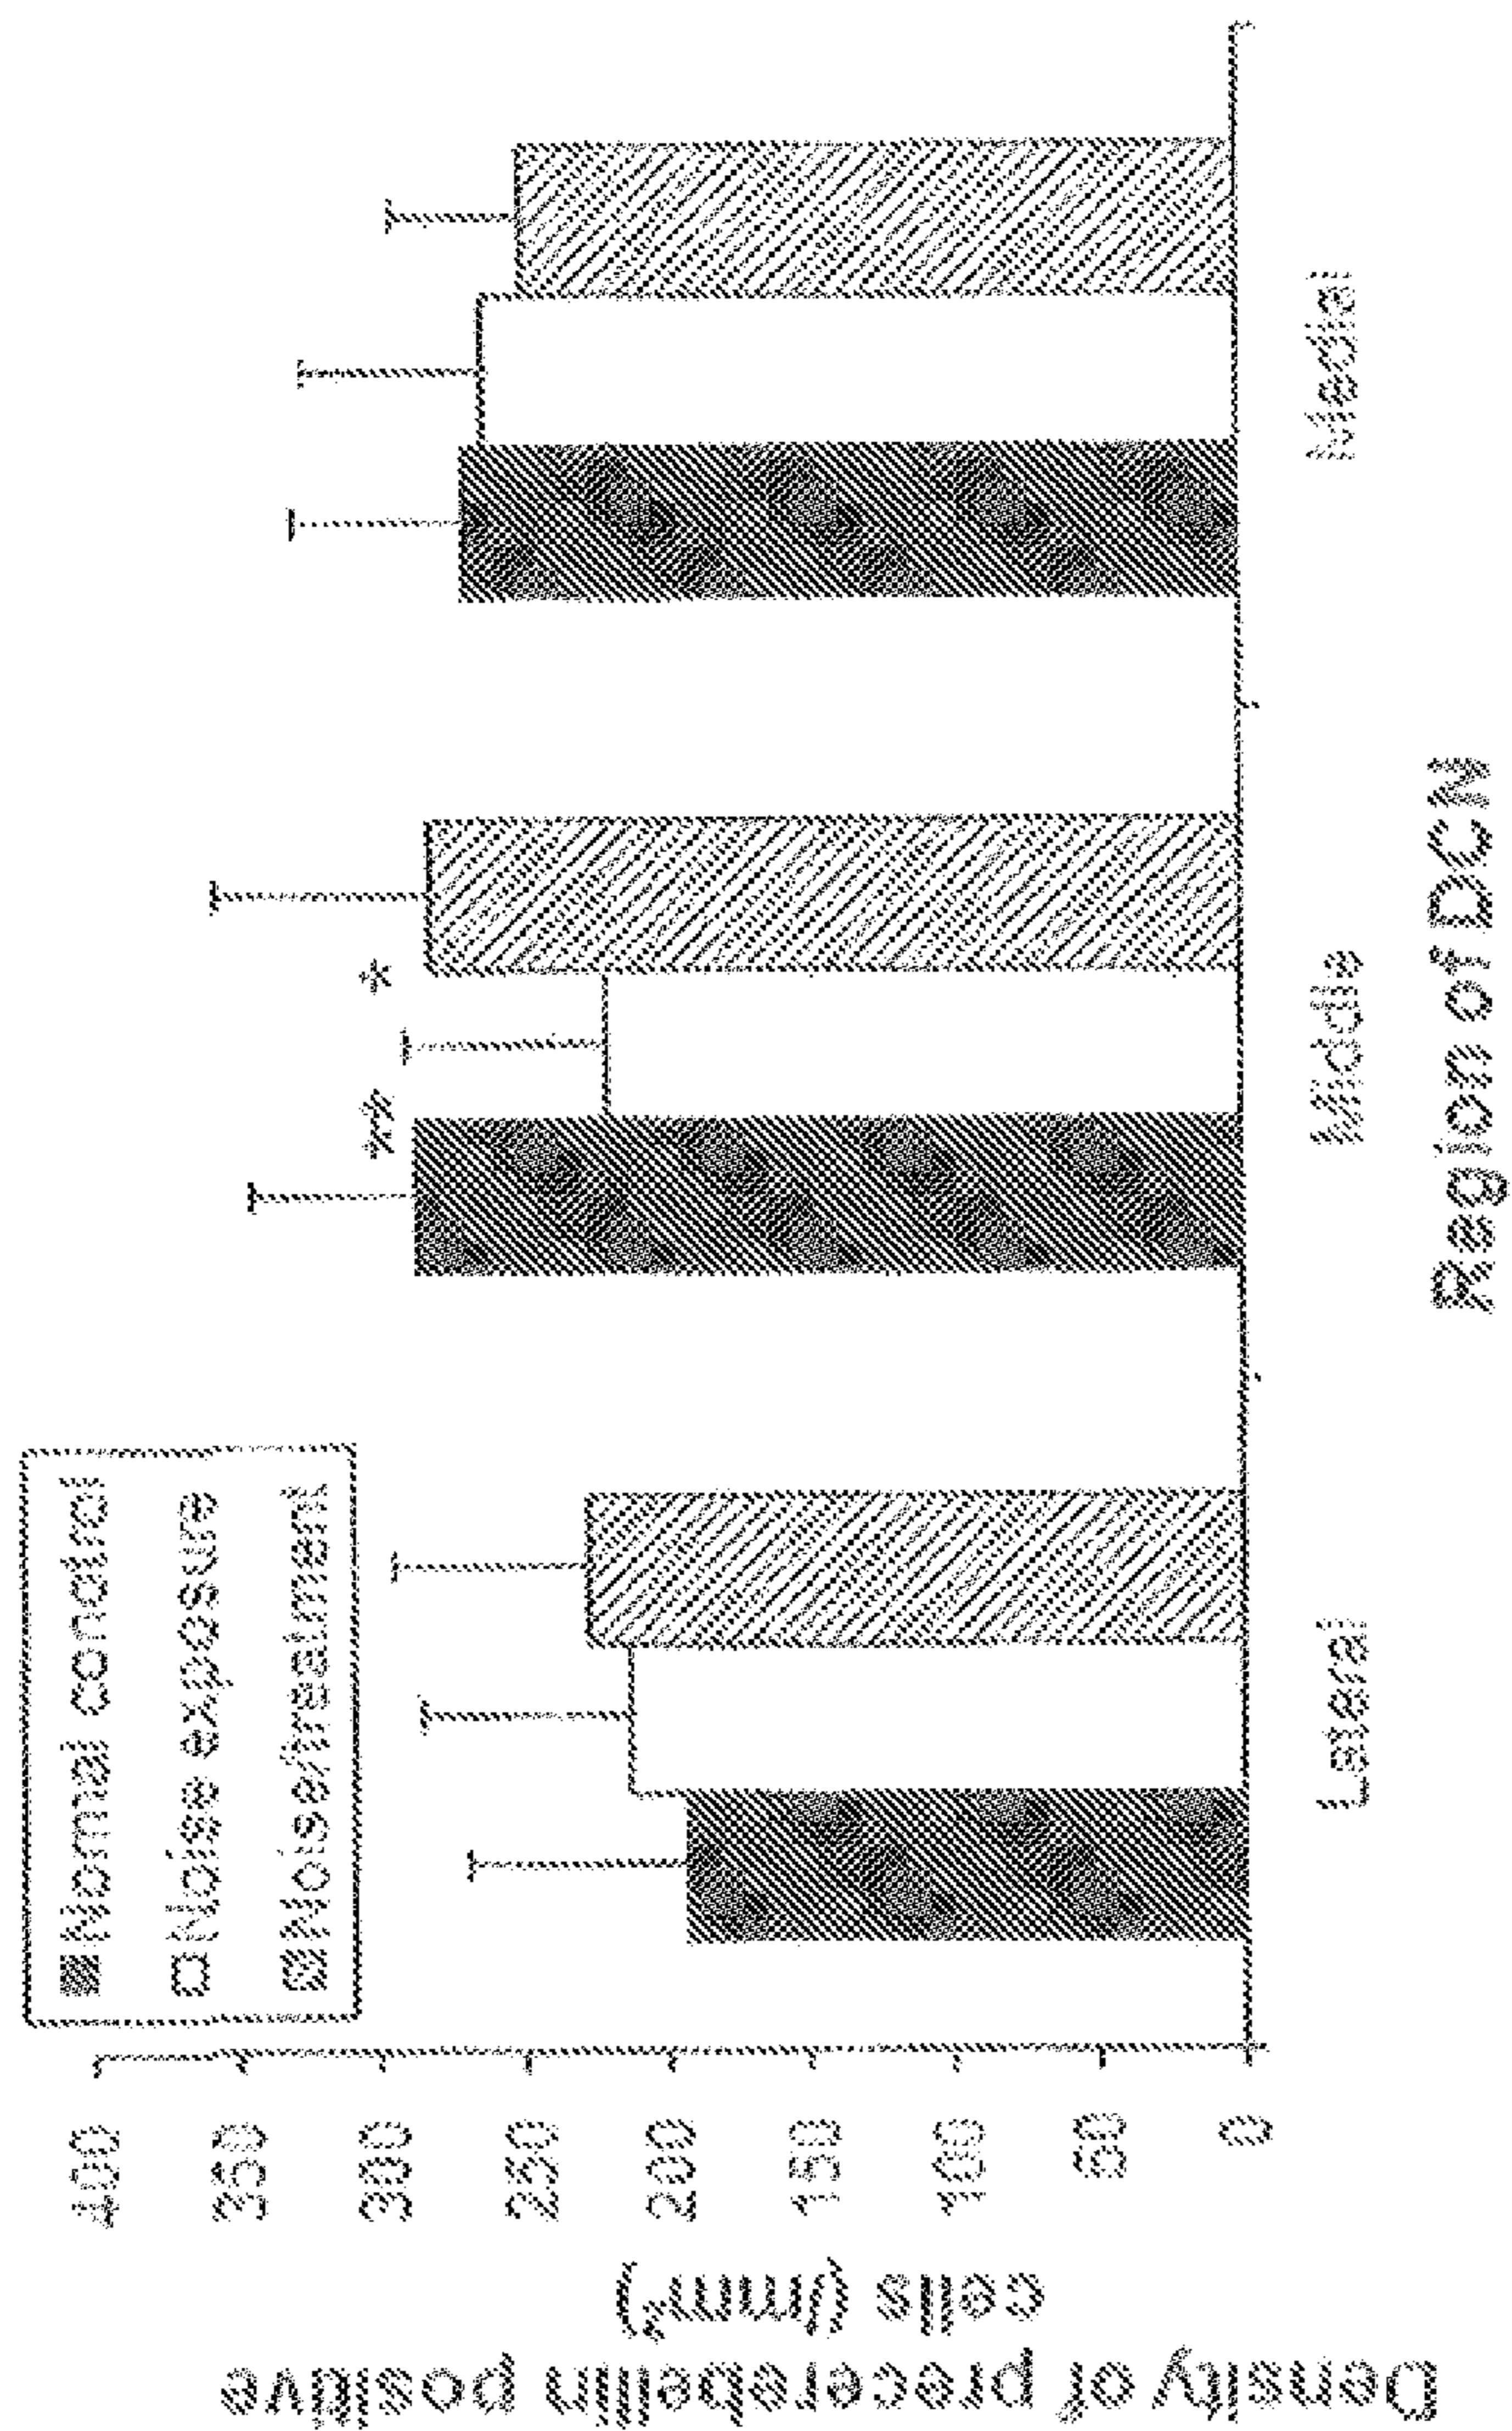 Normal control
Noise exposure
Noise/treatment
Density of precerebellin positive
cells (/mm²)
400
350
300
250
200
150
100
50
0
** *
Lateral
Middle
Medial
Region of DCN